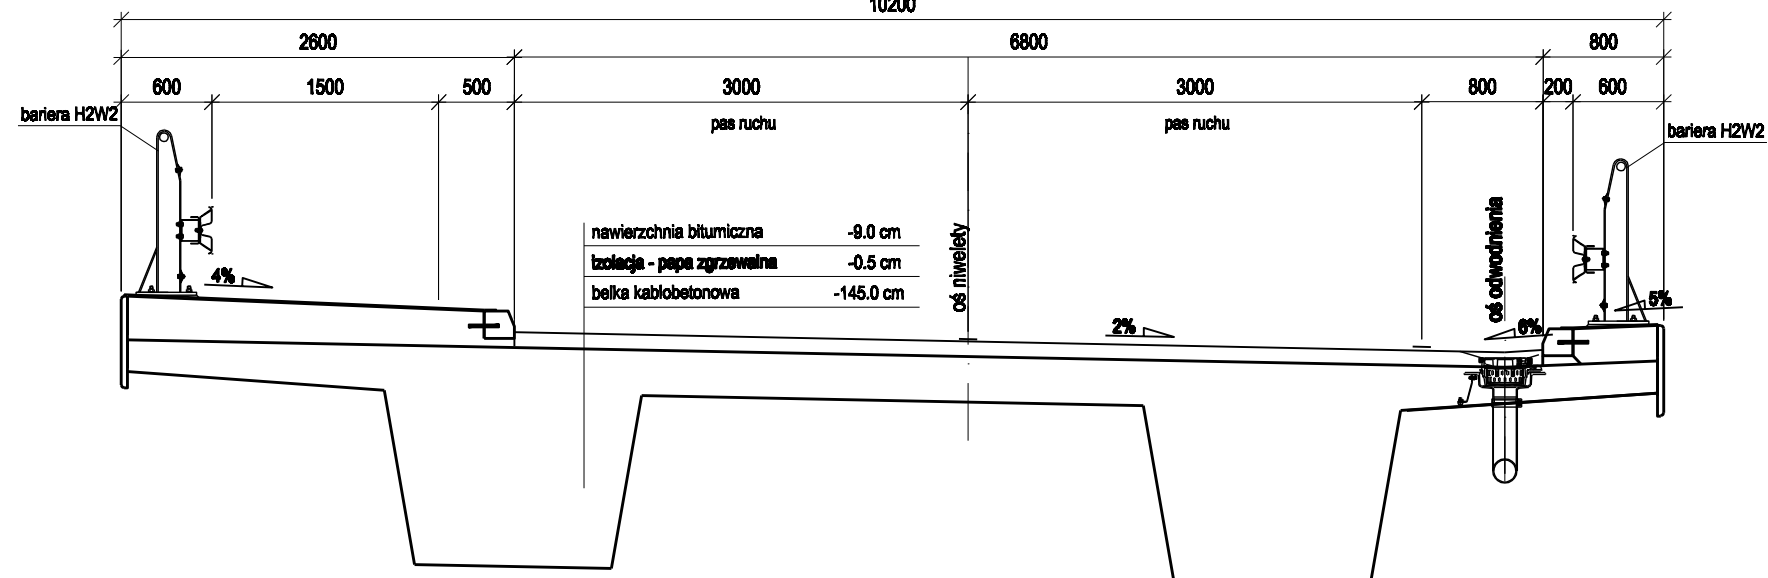 10200
2600 6800 800
600 1500 500 3000 3000 800 200 600
bariera H2W2
pas ruchu pas ruchu
bariera H2W2
nawierzchnia bitumiczna -9.0 cm
izolacja - papa zgrzewalna -0.5 cm
belka kablobetonowa -145.0 cm
oś niwelety
oś odwodnienia
4%
2%
6%
5%